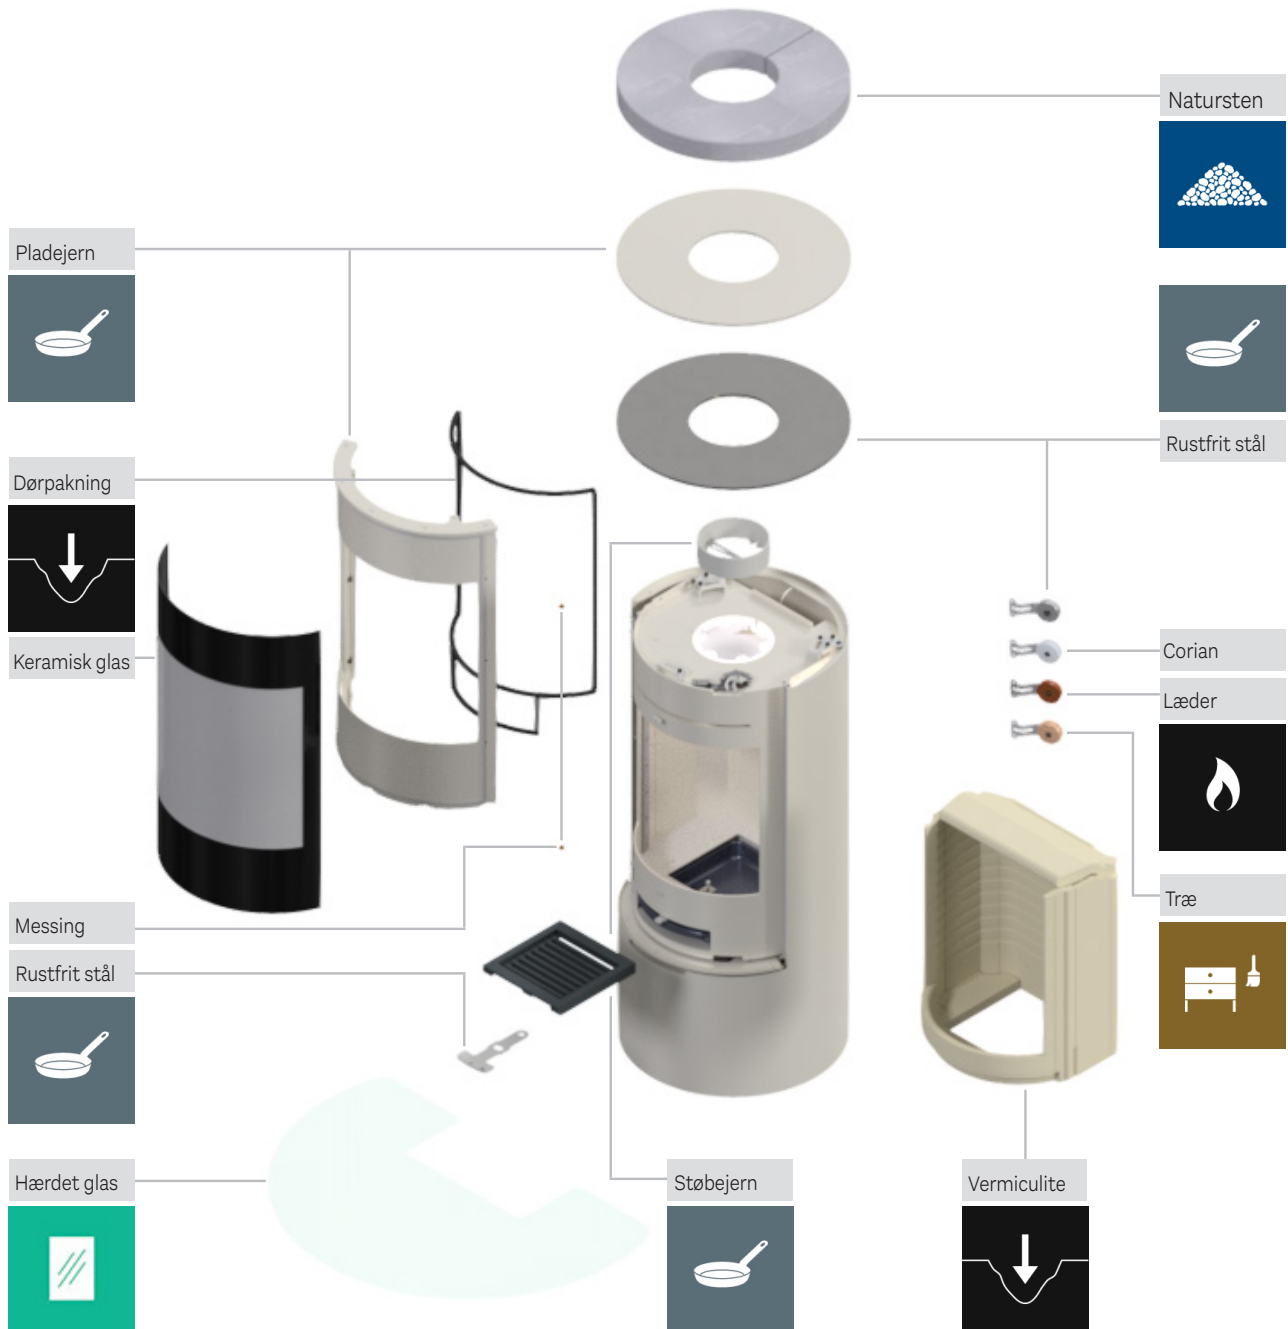 Natursten
Pladejern
Rustfrit stål
Dørpakning
Keramisk glas
Corian
Læder
Træ
Messing
Rustfrit stål
Hærdet glas
Støbejern
Vermiculite